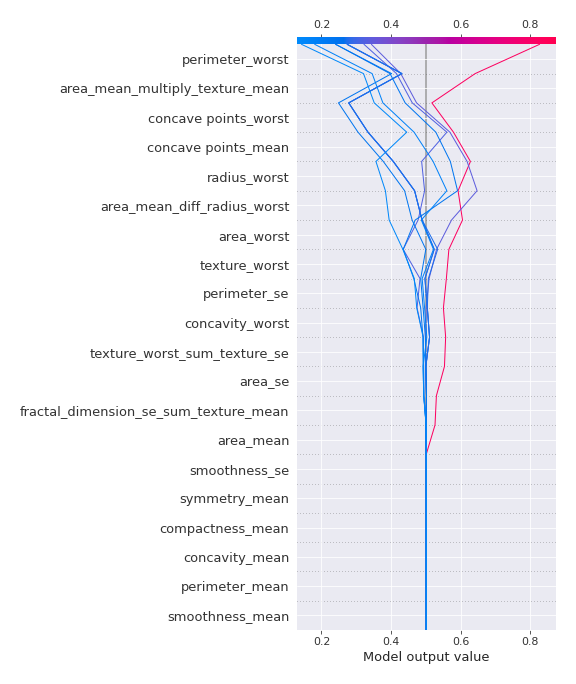 0.2 0.4 0.6 0.8
perimeter_worst
area_mean_multiply_texture_mean
concave points_worst
concave points_mean
radius_worst
area_mean_diff_radius_worst
area_worst
texture_worst
perimeter_se
concavity_worst
texture_worst_sum_texture_se
area_se
fractal_dimension_se_sum_texture_mean
area_mean
smoothness_se
symmetry_mean
compactness_mean
concavity_mean
perimeter_mean
smoothness_mean
0.2 0.4 0.6 0.8
Model output value